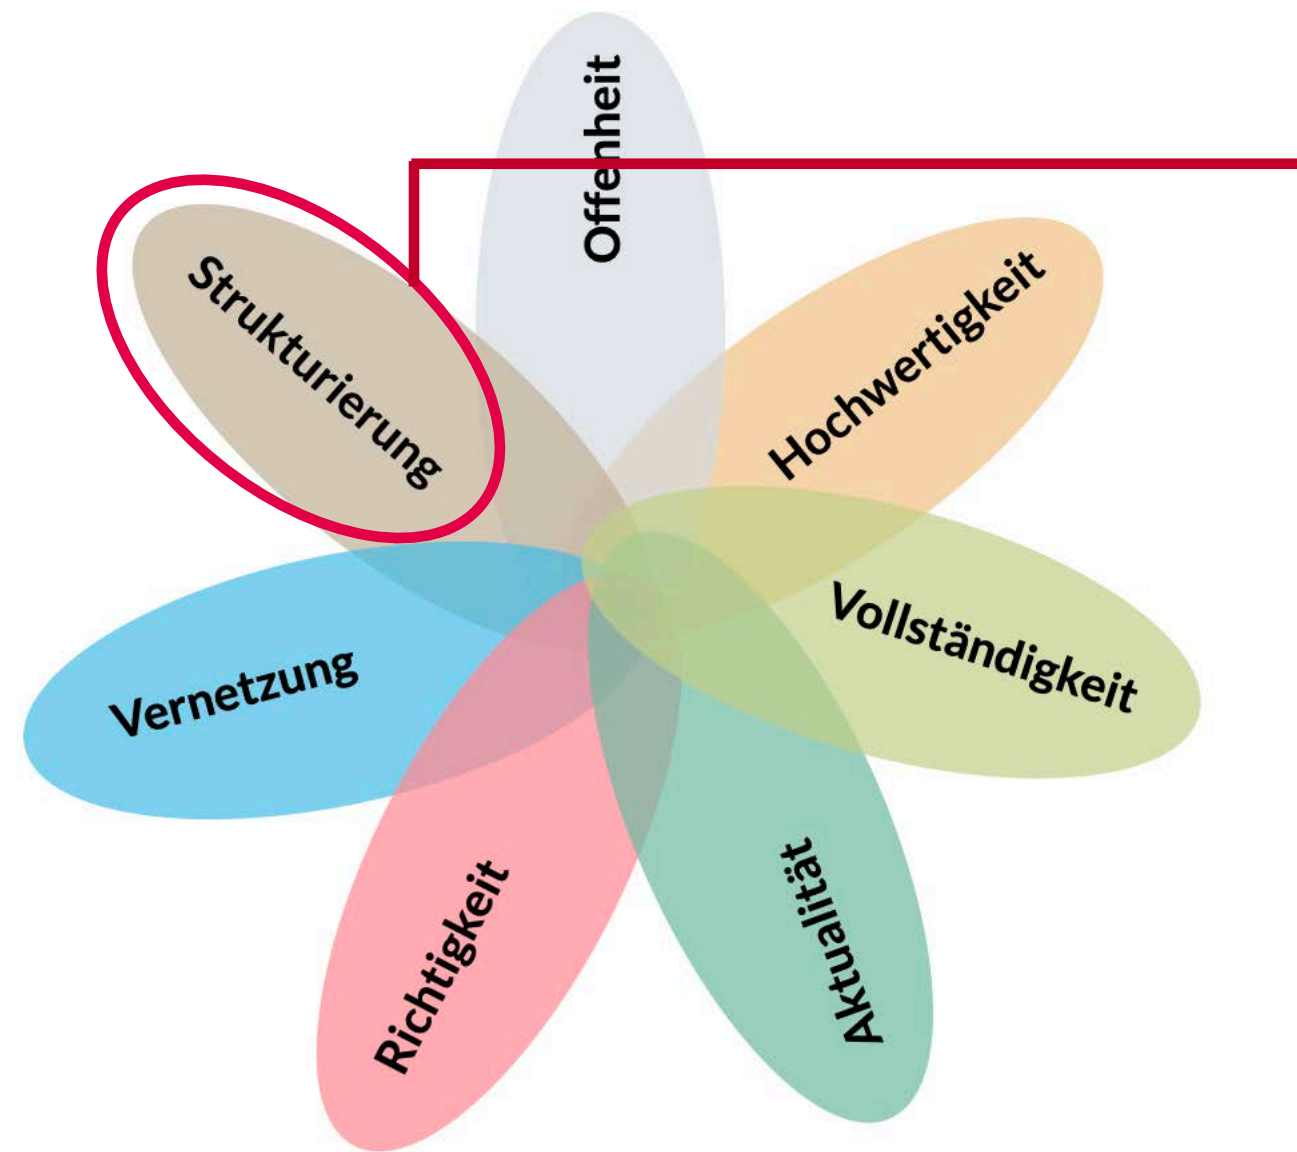 Offenheit
Strukturierung
Hochwertigkeit
Vollständigkeit
Vernetzung
Aktualität
Richtigkeit